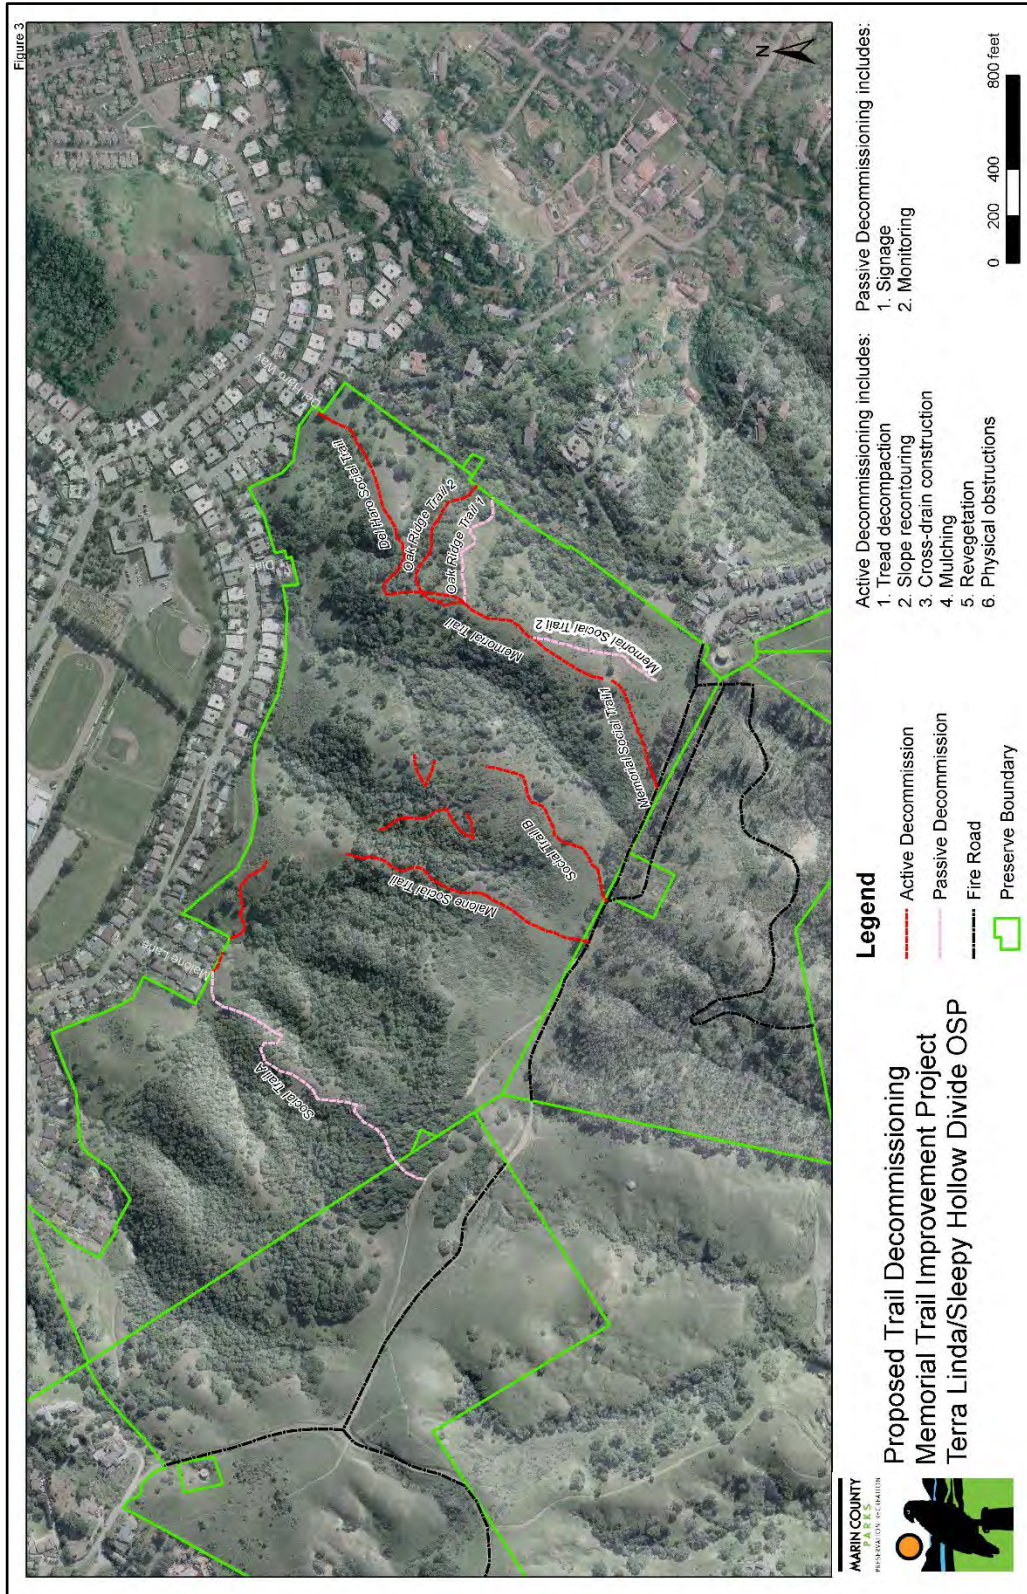 Figure 3
Del Haro Way
Dias
Malone Lane
Del Haro Social Trail
Oak Ridge Trail 2
Oak Ridge Trail 1
Memorial Trail
Memorial Social Trail 2
Memorial Social Trail 1
Social Trail B
Malone Social Trail
Social Trail A
N
MARIN COUNTY
PARKS
PRESERVATION RECREATION
Proposed Trail Decommissioning
Memorial Trail Improvement Project
Terra Linda/Sleepy Hollow Divide OSP
Legend
Active Decommission
Passive Decommission
Fire Road
Preserve Boundary
Active Decommissioning includes:
1. Tread decompaction
2. Slope recontouring
3. Cross-drain construction
4. Mulching
5. Revegetation
6. Physical obstructions
Passive Decommissioning includes:
1. Signage
2. Monitoring
0 200 400 800 feet